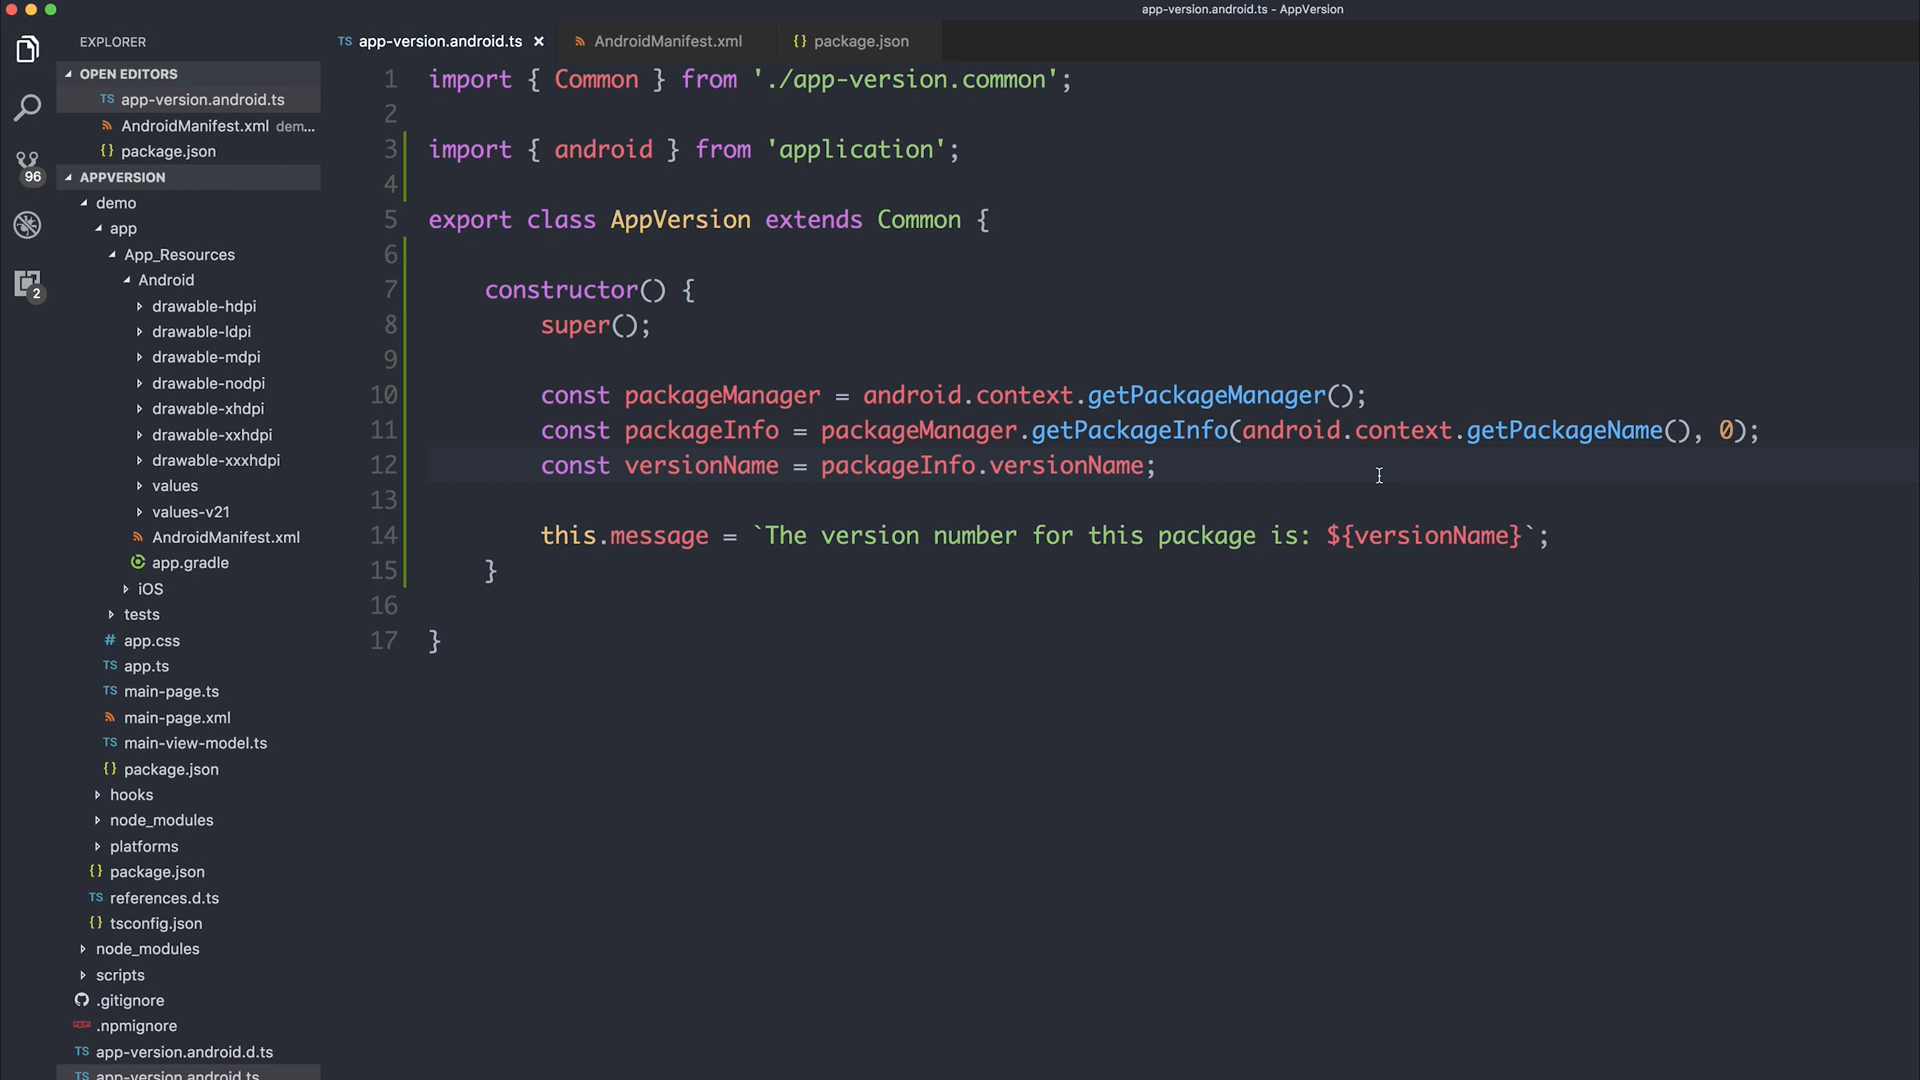 app-version.android.ts - AppVersion
EXPLORER
OPEN EDITORS
TS app-version.android.ts
AndroidManifest.xml dem...
{} package.json
APPVERSION
demo
app
App_Resources
Android
drawable-hdpi
drawable-ldpi
drawable-mdpi
drawable-nodpi
drawable-xhdpi
drawable-xxhdpi
drawable-xxxhdpi
values
values-v21
AndroidManifest.xml
app.gradle
iOS
tests
# app.css
TS app.ts
TS main-page.ts
main-page.xml
TS main-view-model.ts
{} package.json
hooks
node_modules
platforms
{} package.json
TS references.d.ts
{} tsconfig.json
node_modules
scripts
.gitignore
.npmignore
TS app-version.android.d.ts
TS app-version.android.ts
96
2
TS app-version.android.ts × AndroidManifest.xml {} package.json
1 import { Common } from './app-version.common';
2
3 import { android } from 'application';
4
5 export class AppVersion extends Common {
6
7 constructor() {
8 super();
9
10 const packageManager = android.context.getPackageManager();
11 const packageInfo = packageManager.getPackageInfo(android.context.getPackageName(), 0);
12 const versionName = packageInfo.versionName;
13
14 this.message = `The version number for this package is: ${versionName}`;
15 }
16
17 }